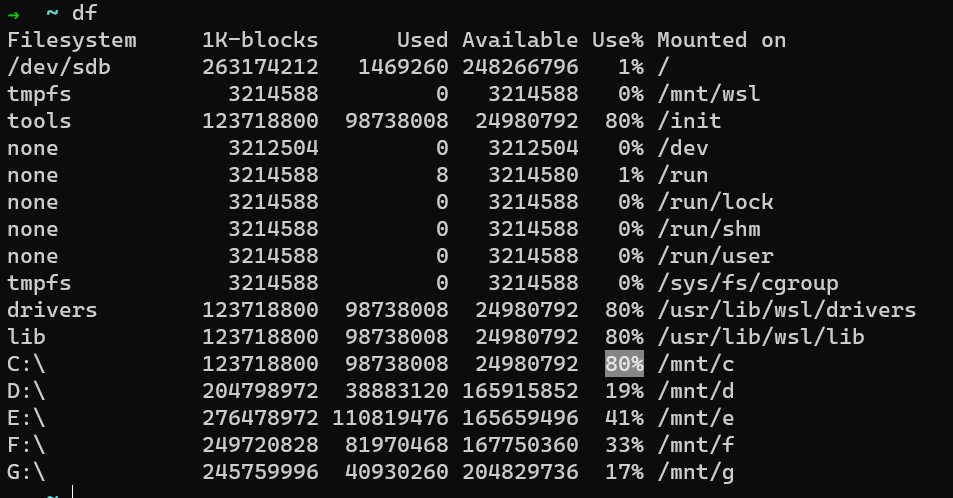 → ~ df
Filesystem 1K-blocks Used Available Use% Mounted on
/dev/sdb 263174212 1469260 248266796 1% /
tmpfs 3214588 0 3214588 0% /mnt/wsl
tools 123718800 98738008 24980792 80% /init
none 3212504 0 3212504 0% /dev
none 3214588 8 3214580 1% /run
none 3214588 0 3214588 0% /run/lock
none 3214588 0 3214588 0% /run/shm
none 3214588 0 3214588 0% /run/user
tmpfs 3214588 0 3214588 0% /sys/fs/cgroup
drivers 123718800 98738008 24980792 80% /usr/lib/wsl/drivers
lib 123718800 98738008 24980792 80% /usr/lib/wsl/lib
C:\ 123718800 98738008 24980792 80% /mnt/c
D:\ 204798972 38883120 165915852 19% /mnt/d
E:\ 276478972 110819476 165659496 41% /mnt/e
F:\ 249720828 81970468 167750360 33% /mnt/f
G:\ 245759996 40930260 204829736 17% /mnt/g
~